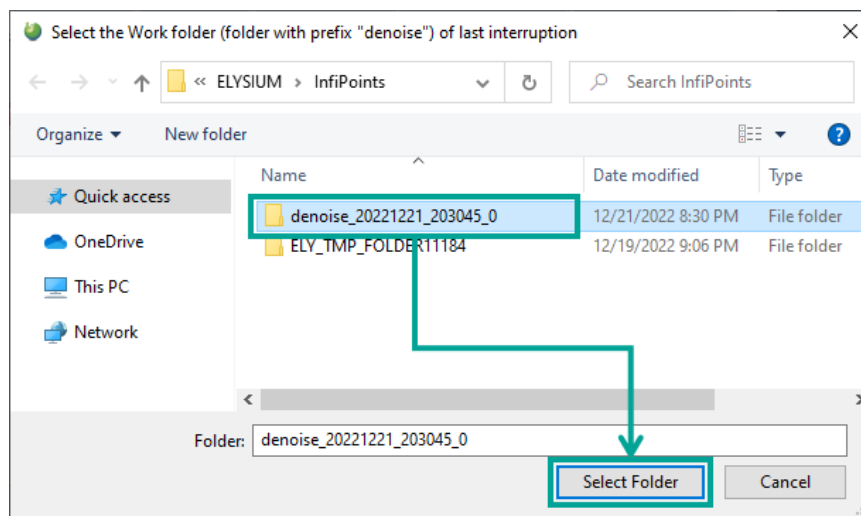 Select the Work folder (folder with prefix "denoise") of last interruption
« ELYSIUM > InfiPoints
Search InfiPoints
Organize
New folder
?
Name
Date modified
Type
Quick access
OneDrive
This PC
Network
denoise_20221221_203045_0
12/21/2022 8:30 PM
File folder
ELY_TMP_FOLDER11184
12/19/2022 9:06 PM
File folder
Folder:
denoise_20221221_203045_0
Select Folder
Cancel